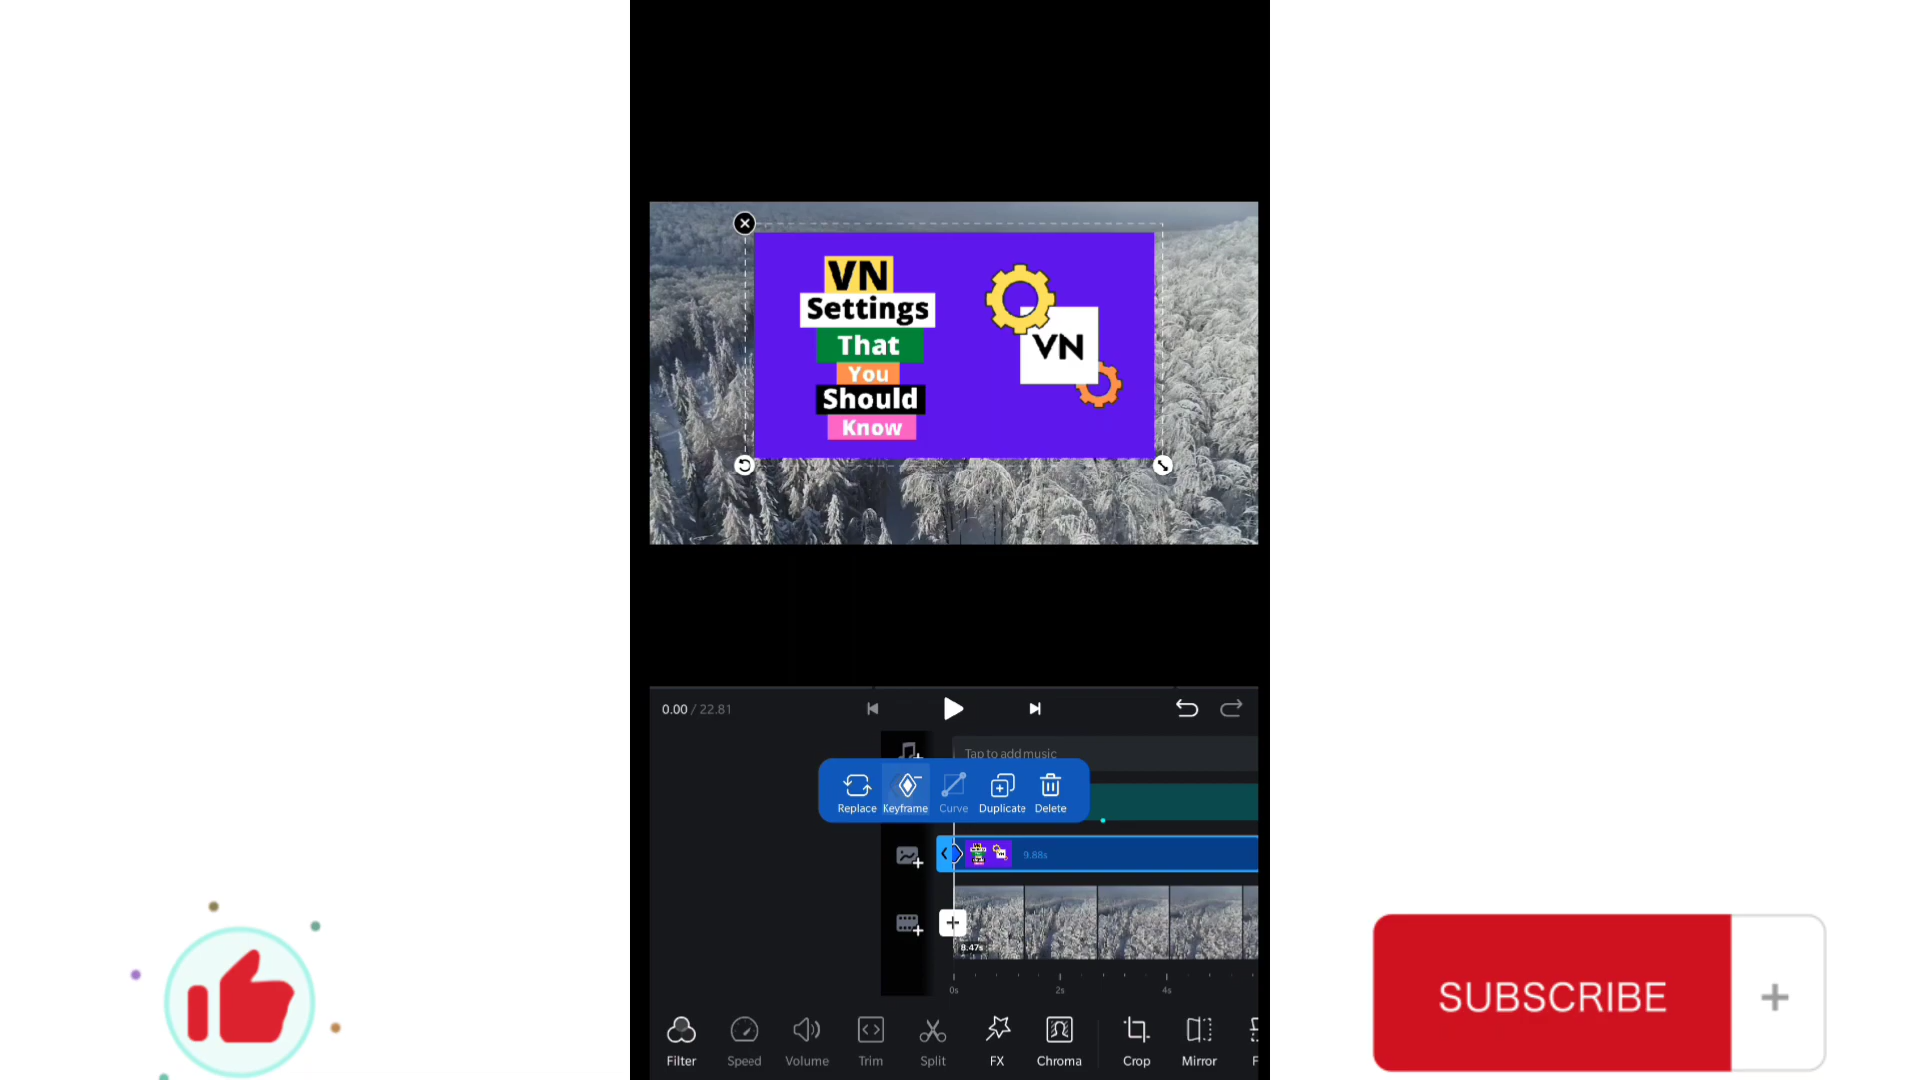 VN
Settings
That
You
Should
Know
VN
0.00 / 22.81
Tap to add music
Replace Keyframe Curve Duplicate Delete
9.88s
8.47s
0s 2s 4s
Filter Speed Volume Trim Split FX Chroma Crop Mirror
SUBSCRIBE +